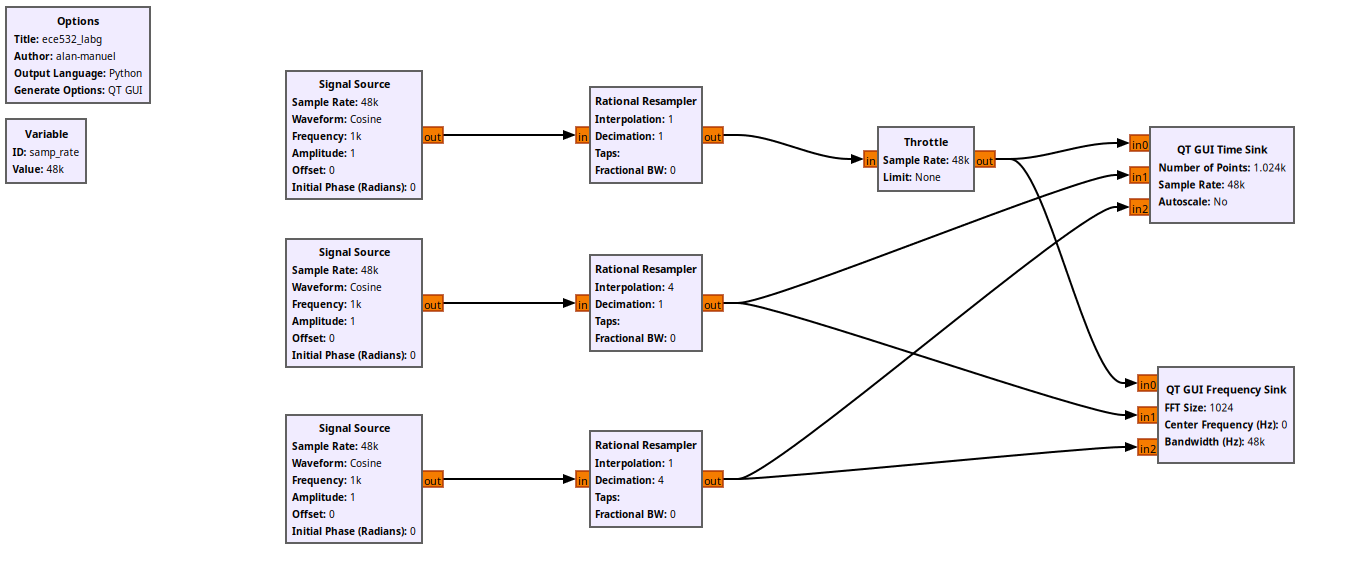 Options
Title: ece532_labg
Author: alan-manuel
Output Language: Python
Generate Options: QT GUI
Variable
ID: samp_rate
Value: 48k
Signal Source
Sample Rate: 48k
Waveform: Cosine
Frequency: 1k
Amplitude: 1
Offset: 0
Initial Phase (Radians): 0
out
in
Rational Resampler
Interpolation: 1
Decimation: 1
Taps:
Fractional BW: 0
out
in
Throttle
Sample Rate: 48k
Limit: None
out
in0
in1
in2
QT GUI Time Sink
Number of Points: 1.024k
Sample Rate: 48k
Autoscale: No
Signal Source
Sample Rate: 48k
Waveform: Cosine
Frequency: 1k
Amplitude: 1
Offset: 0
Initial Phase (Radians): 0
out
in
Rational Resampler
Interpolation: 4
Decimation: 1
Taps:
Fractional BW: 0
out
in0
in1
in2
QT GUI Frequency Sink
FFT Size: 1024
Center Frequency (Hz): 0
Bandwidth (Hz): 48k
Signal Source
Sample Rate: 48k
Waveform: Cosine
Frequency: 1k
Amplitude: 1
Offset: 0
Initial Phase (Radians): 0
out
in
Rational Resampler
Interpolation: 1
Decimation: 4
Taps:
Fractional BW: 0
out